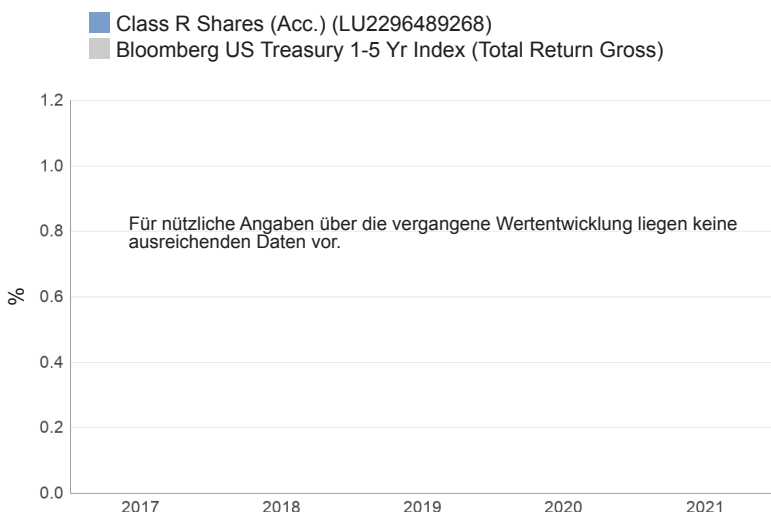 Class R Shares (Acc.) (LU2296489268)
Bloomberg US Treasury 1-5 Yr Index (Total Return Gross)
1.2
1.0
Für nützliche Angaben über die vergangene Wertentwicklung liegen keine
0.8
ausreichenden Daten vor.
%
0.6
0.4
0.2
0.0
2017 2018 2019 2020 2021